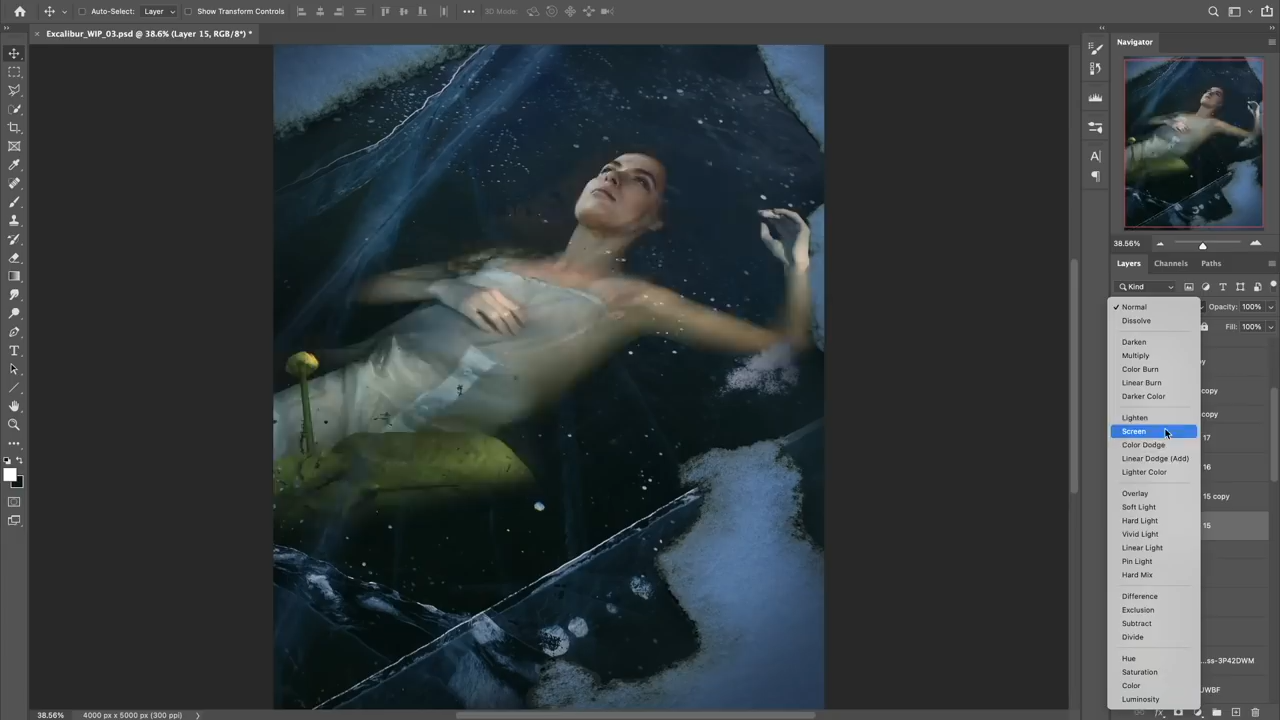 Auto-Select: Layer Show Transform Controls 3D Mode:
Excalibur_WIP_03.psd @ 38.6% (Layer 15, RGB/8*) *
Navigator
38.56%
Layers Channels Paths
Kind
Normal Opacity: 100%
Dissolve
Fill: 100%
Darken
Multiply
Color Burn
Linear Burn
Darker Color
copy
copy
Lighten
Screen
Color Dodge
Linear Dodge (Add)
Lighter Color
17
16
15 copy
15
Overlay
Soft Light
Hard Light
Vivid Light
Linear Light
Pin Light
Hard Mix
Difference
Exclusion
Subtract
Divide
Hue
Saturation
Color
Luminosity
...ss-3P42DWM
UWBF
38.56% 4000 px x 5000 px (300 ppi)